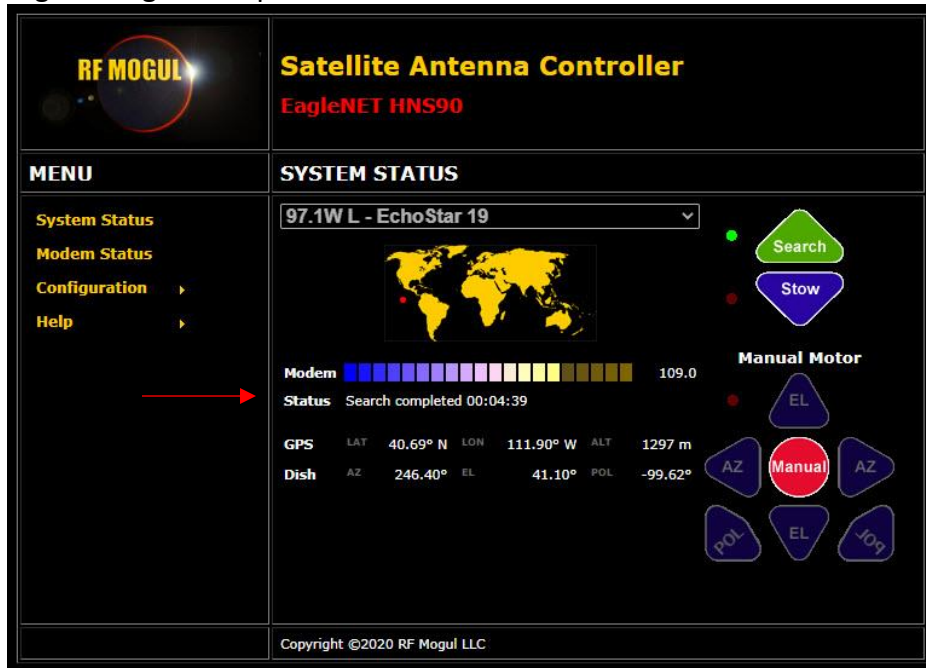 RF MOGUL
Satellite Antenna Controller
EagleNET HNS90
MENU
SYSTEM STATUS
System Status
Modem Status
Configuration
Help
97.1W L - EchoStar 19
Search
Stow
Modem 109.0
Status Search completed 00:04:39
GPS LAT 40.69° N LON 111.90° W ALT 1297 m
Dish AZ 246.40° EL 41.10° POL -99.62°
Manual Motor
EL
AZ Manual AZ
POL EL POL
Copyright ©2020 RF Mogul LLC